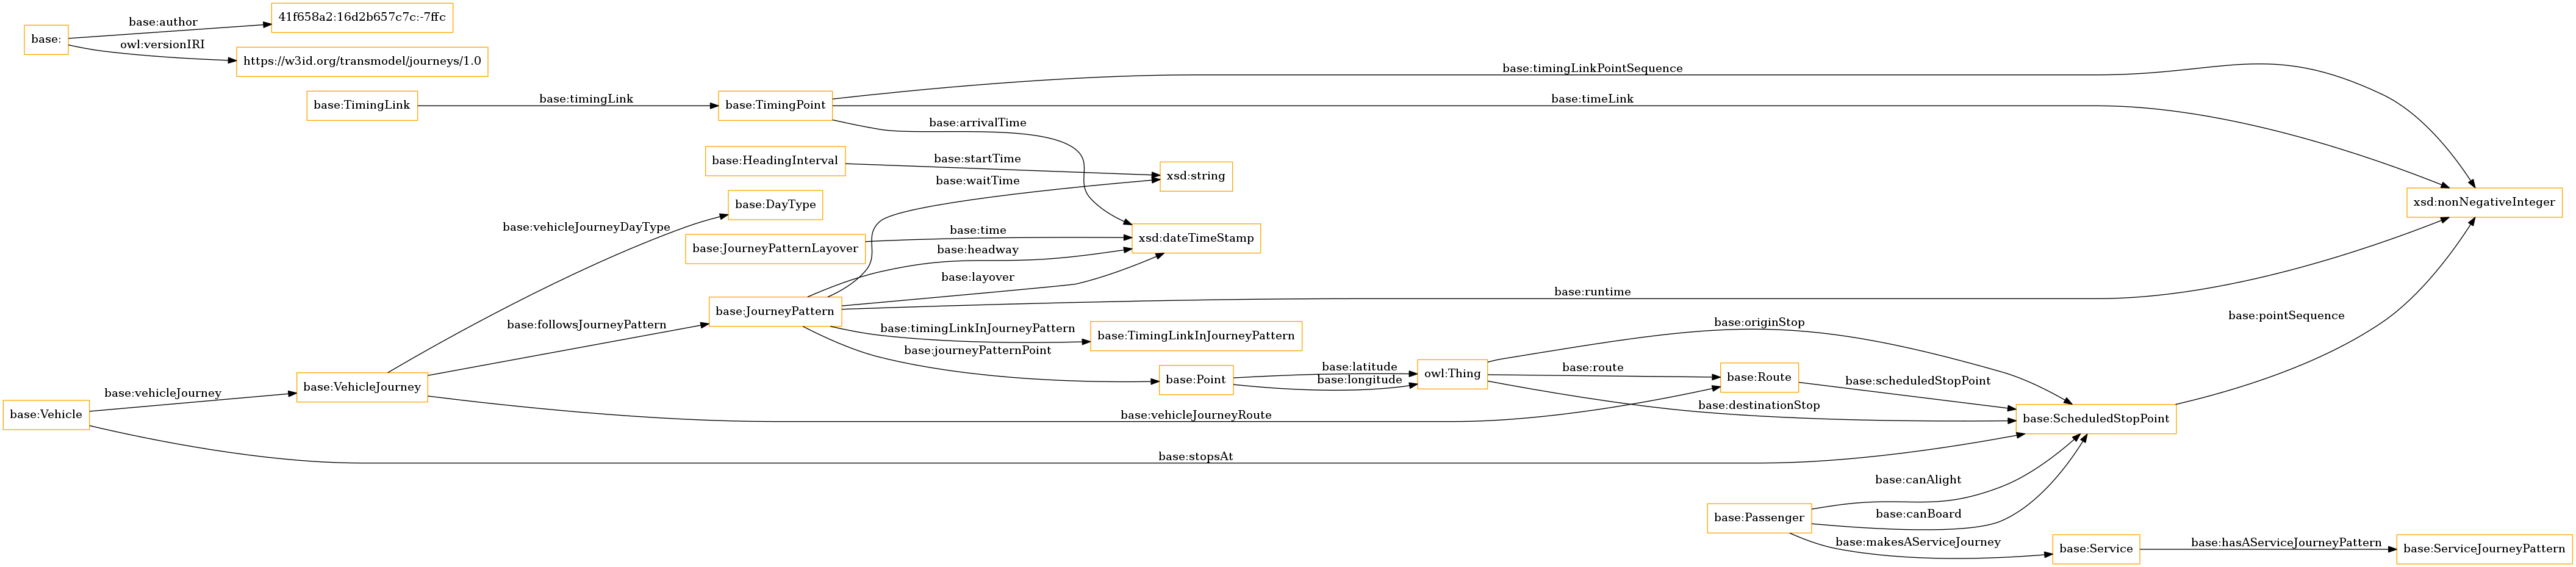 base:author
41f658a2:16d2b657c7c:-7ffc
base:
owl:versionIRI
https://w3id.org/transmodel/journeys/1.0
base:timingLinkPointSequence
base:TimingLink
base:timingLink
base:TimingPoint
base:timeLink
base:arrivalTime
base:HeadingInterval
base:startTime
xsd:string
base:waitTime
base:DayType
xsd:nonNegativeInteger
base:vehicleJourneyDayType
base:JourneyPatternLayover
base:time
xsd:dateTimeStamp
base:headway
base:layover
base:runtime
base:JourneyPattern
base:pointSequence
base:followsJourneyPattern
base:timingLinkInJourneyPattern
base:TimingLinkInJourneyPattern
base:originStop
base:journeyPatternPoint
base:latitude
base:route
base:Point
base:longitude
owl:Thing
base:Route
base:scheduledStopPoint
base:VehicleJourney
base:vehicleJourney
base:Vehicle
base:vehicleJourneyRoute
base:destinationStop
base:ScheduledStopPoint
base:stopsAt
base:canAlight
base:Passenger
base:canBoard
base:makesAServiceJourney
base:Service
base:hasAServiceJourneyPattern
base:ServiceJourneyPattern